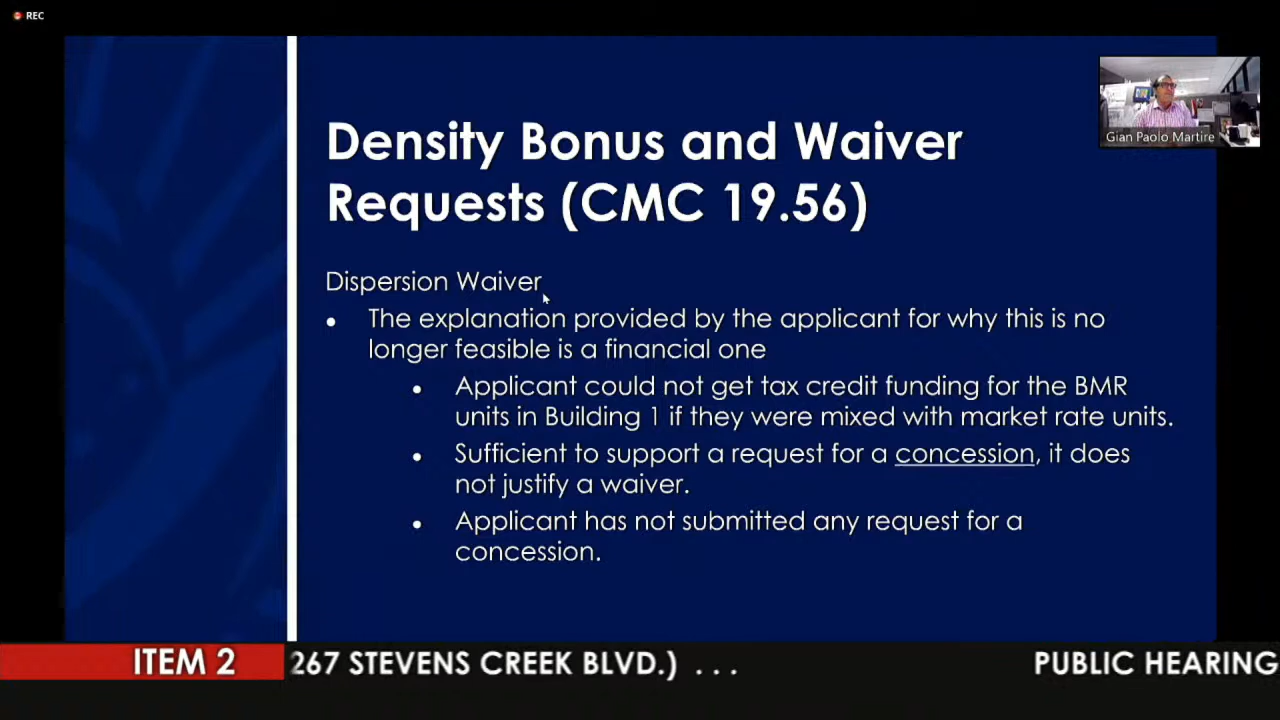 REC
Density Bonus and Waiver
Requests (CMC 19.56)
Gian Paolo Martire
Dispersion Waiver
• The explanation provided by the applicant for why this is no
longer feasible is a financial one
• Applicant could not get tax credit funding for the BMR
units in Building 1 if they were mixed with market rate units.
• Sufficient to support a request for a concession, it does
not justify a waiver.
• Applicant has not submitted any request for a
concession.
ITEM 2 267 STEVENS CREEK BLVD.) . . . PUBLIC HEARING